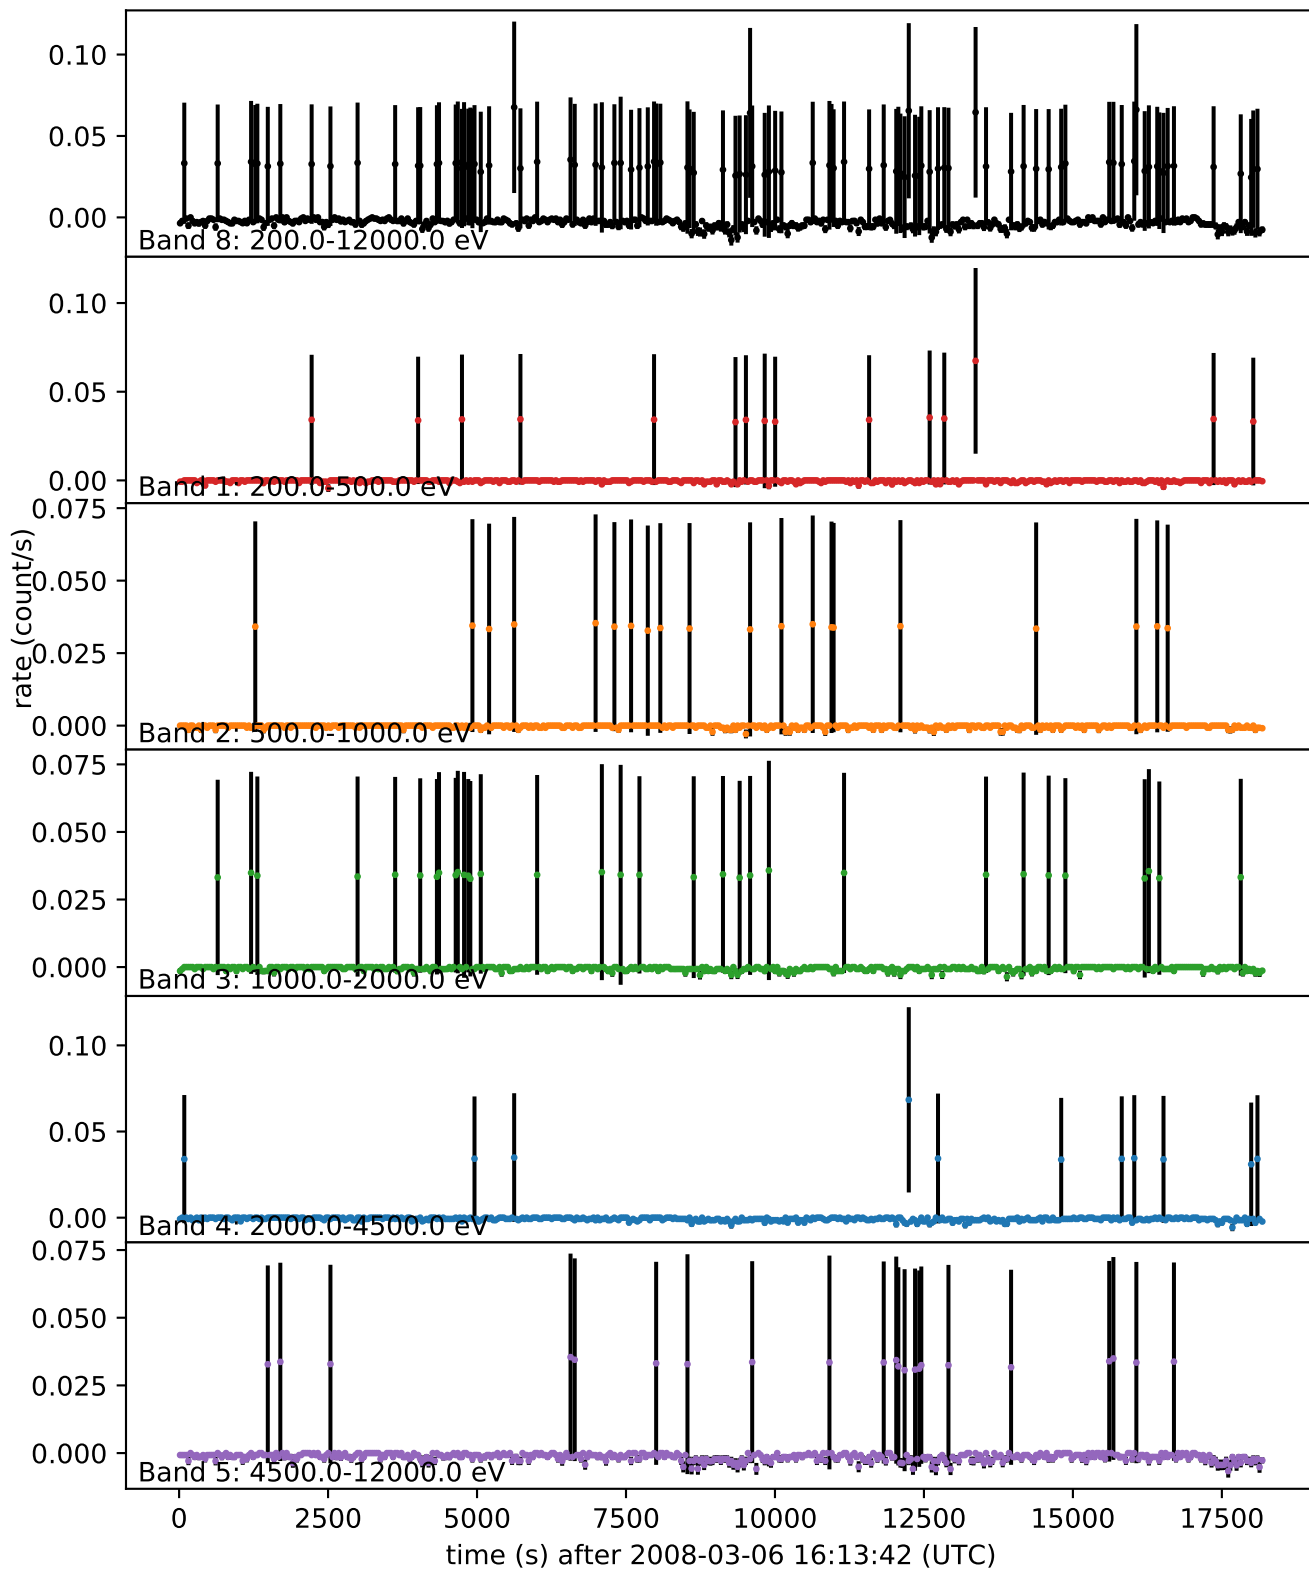 0.10
0.05
0.00
Band 8: 200.0-12000.0 eV
0.10
0.05
0.00
Band 1: 200.0-500.0 eV
0.075
0.050
0.025
0.000
Band 2: 500.0-1000.0 eV
rate (count/s)
0.075
0.050
0.025
0.000
Band 3: 1000.0-2000.0 eV
0.10
0.05
0.00
Band 4: 2000.0-4500.0 eV
0.075
0.050
0.025
0.000
Band 5: 4500.0-12000.0 eV
0 2500 5000 7500 10000 12500 15000 17500
time (s) after 2008-03-06 16:13:42 (UTC)